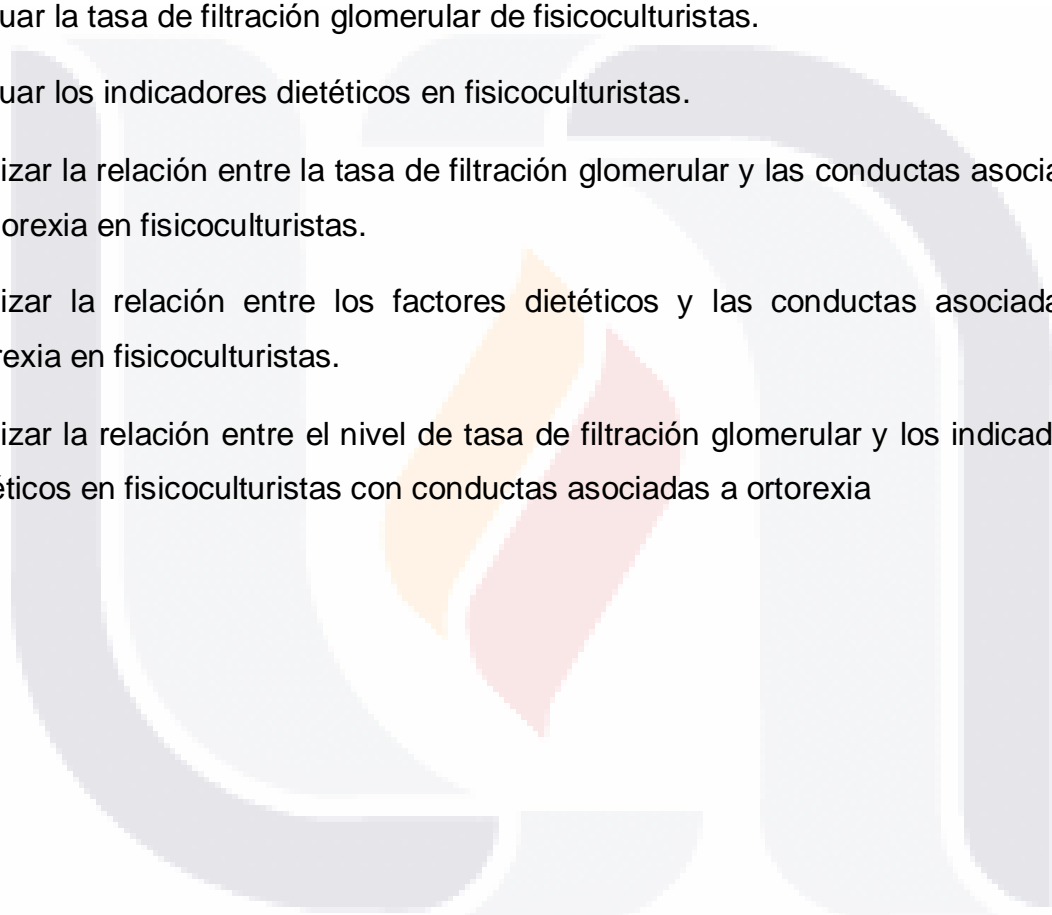 uar la tasa de filtración glomerular de fisicoculturistas.
uar los indicadores dietéticos en fisicoculturistas.
izar la relación entre la tasa de filtración glomerular y las conductas asocia
orexia en fisicoculturistas.
izar la relación entre los factores dietéticos y las conductas asociada
rexia en fisicoculturistas.
izar la relación entre el nivel de tasa de filtración glomerular y los indicad
éticos en fisicoculturistas con conductas asociadas a ortorexia